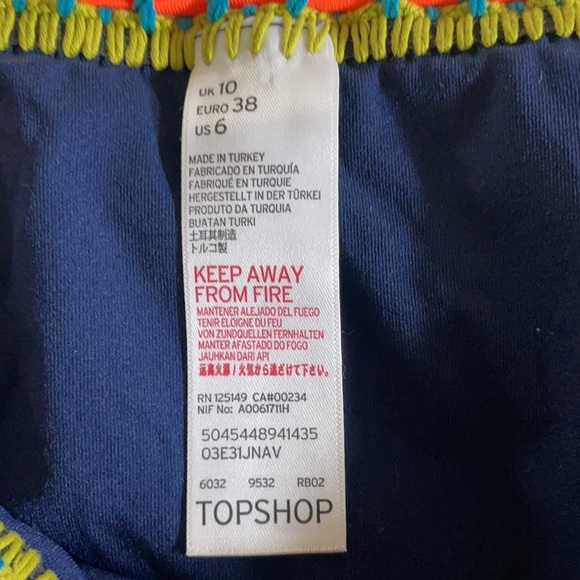 UK 10
EURO 38
US 6
MADE IN TURKEY
FABRICADO EN TURQUÍA
FABRIQUÉ EN TURQUIE
HERGESTELLT IN DER TÜRKEI
PRODUTO DA TURQUIA
BUATAN TURKI
土耳其制造
トルコ製
KEEP AWAY
FROM FIRE
MANTENER ALEJADO DEL FUEGO
TENIR ELOIGNE DU FEU
VON ZUNDQUELLEN FERNHALTEN
MANTER AFASTADO DO FOGO
JAUHKAN DARI API
远离火源/火気から遠ざけて下さい。
RN 125149 CA#00234
NIF No: A0061711H
5045448941435
03E31JNAV
6032 9532 RB02
TOPSHOP